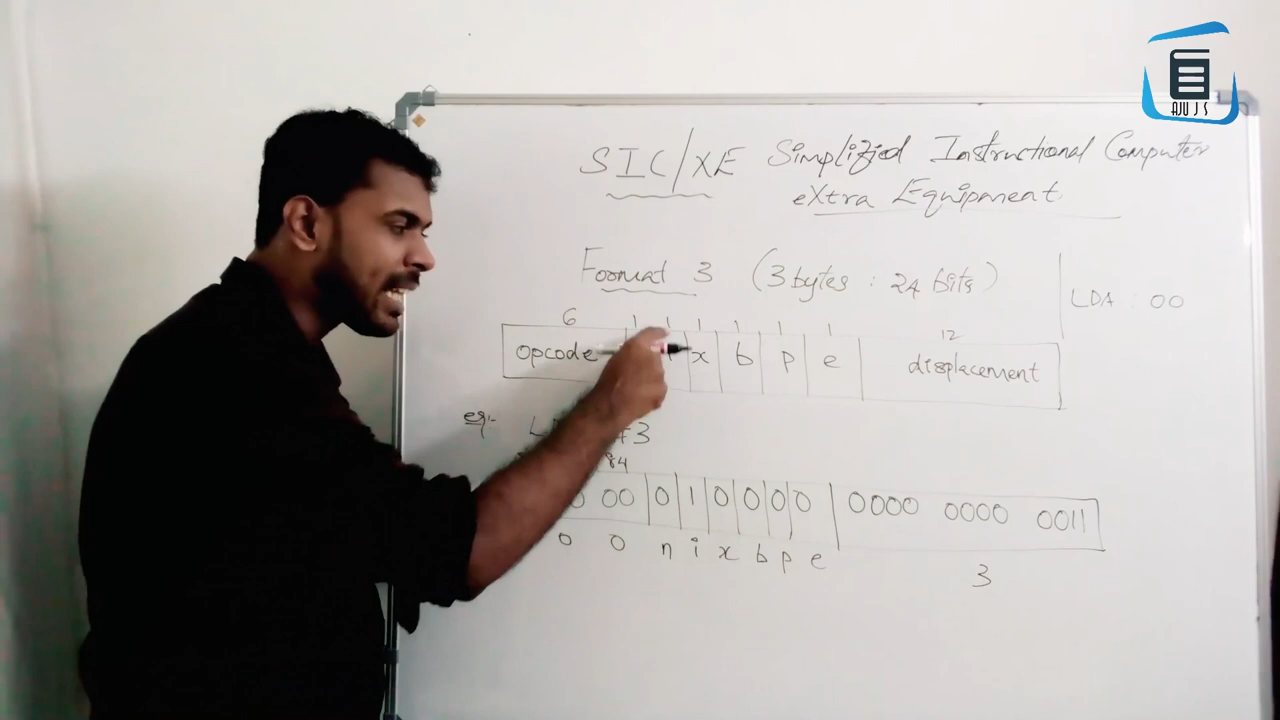 AJU J S
SIC/XE Simplified Instructional Computer
eXtra Equipment
Format 3 (3 bytes : 24 bits)
LDA : 00
6 1 1 1 1 1 1 12
opcode x b p e displacement
eg:-
3
84
0 00 0 1 0 0 0 0 0000 0000 0011
0 0 n i x b p e 3